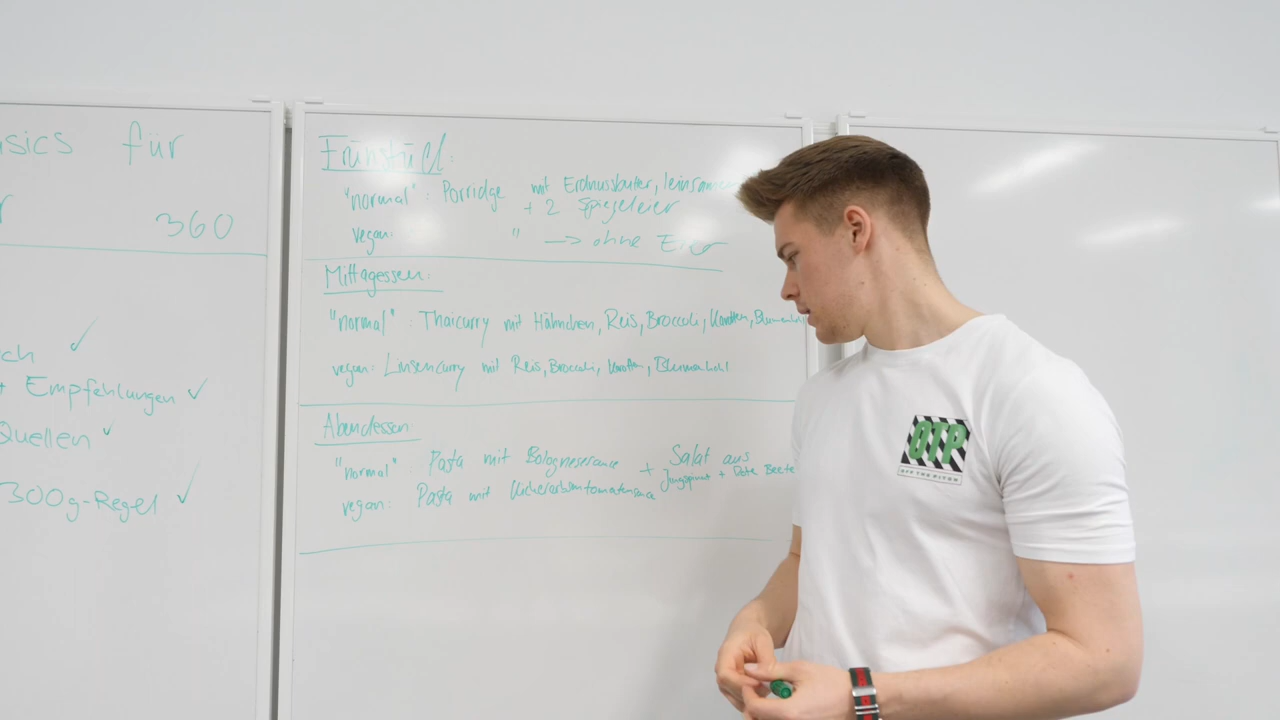 für
360
ch ✓
Empfehlungen ✓
Quellen ✓
300g-Regel ✓
Frühstück:
"normal": Porridge mit Erdnussbutter, leinsamen
+ 2 Spiegeleier
vegan: " -> ohne Eier
Mittagessen:
"normal": Thaicurry mit Hähnchen, Reis, Broccoli, Karotten, Blumenkohl
vegan: Linsencurry mit Reis, Broccoli, Karotten, Blumenkohl
Abendessen:
"normal": Pasta mit Bolognesesauce + Salat aus
Jungspinat + Rote Beete
vegan: Pasta mit Kichererbsentomatensauce
OTP
OFF THE PITCH